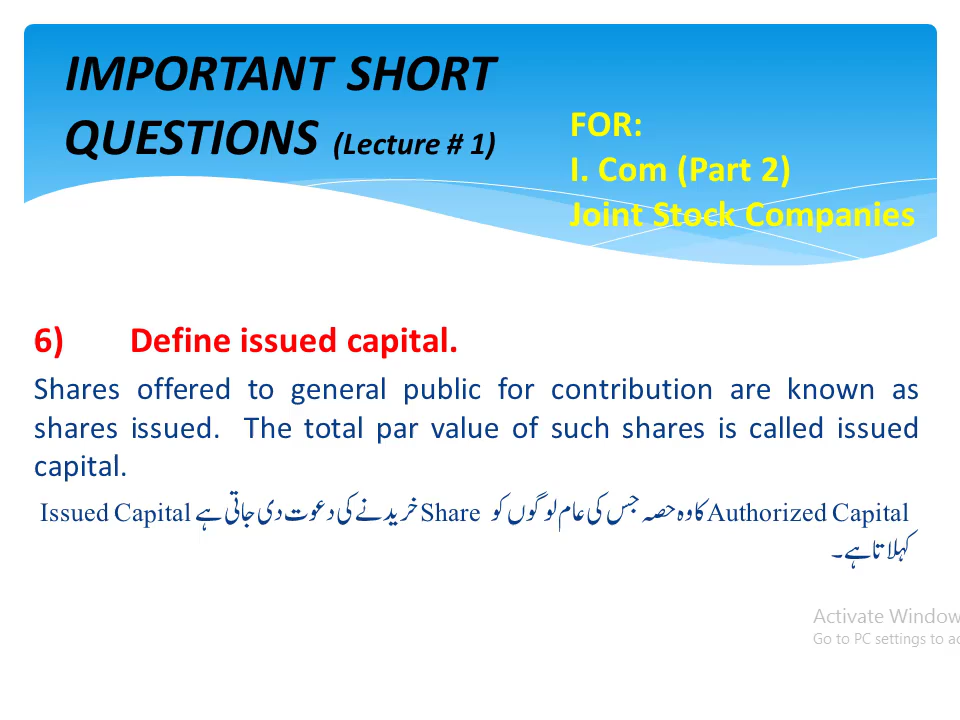 IMPORTANT SHORT
QUESTIONS (Lecture # 1)
FOR:
I. Com (Part 2)
Joint Stock Companies
6) Define issued capital.
Shares offered to general public for contribution are known as
shares issued. The total par value of such shares is called issued
capital.
Authorized Capital کا وہ حصہ جس کی عام لوگوں کو Share خریدنے کی دعوت دی جاتی ہے Issued Capital
کہلاتا ہے۔
Activate Window
Go to PC settings to ac